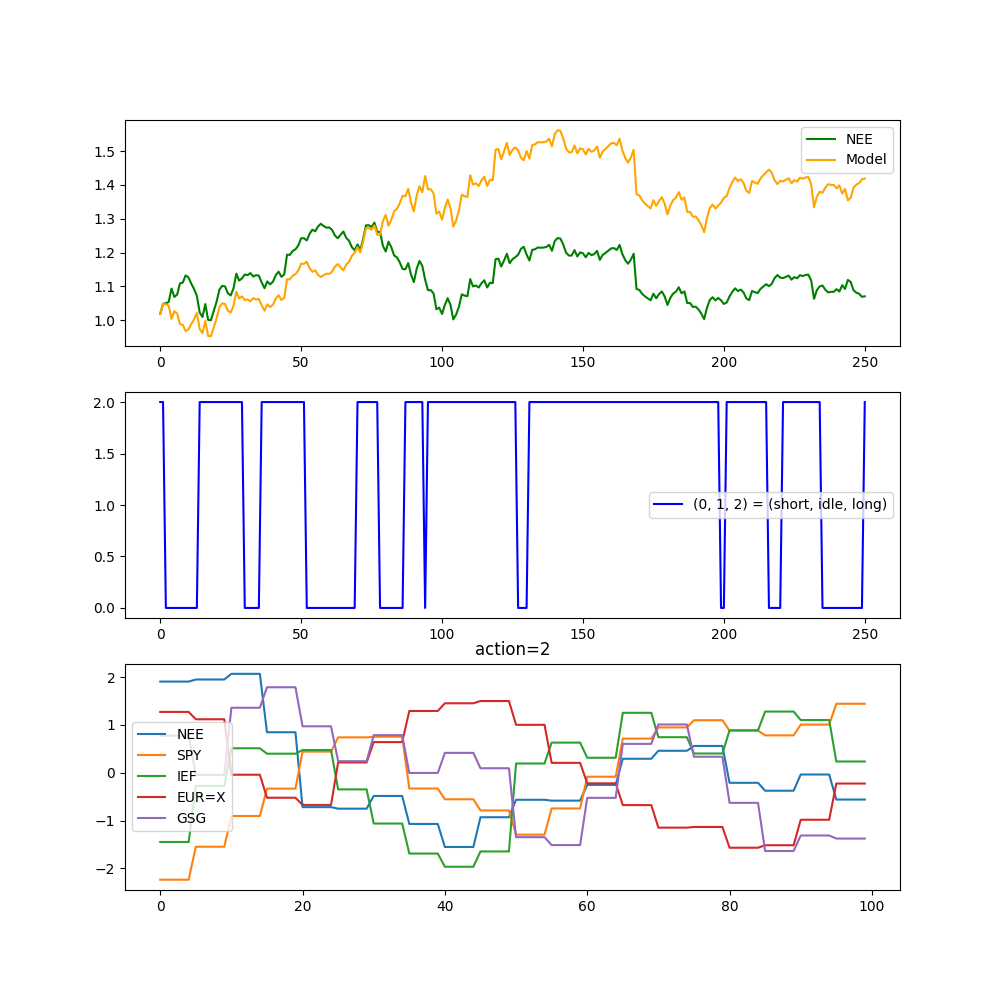 1.5
1.4
1.3
1.2
1.1
1.0
NEE
Model
0 50 100 150 200 250
2.0
1.5
1.0
0.5
0.0
(0, 1, 2) = (short, idle, long)
0 50 100 150 200 250
action=2
2
1
0
−1
−2
NEE
SPY
IEF
EUR=X
GSG
0 20 40 60 80 100